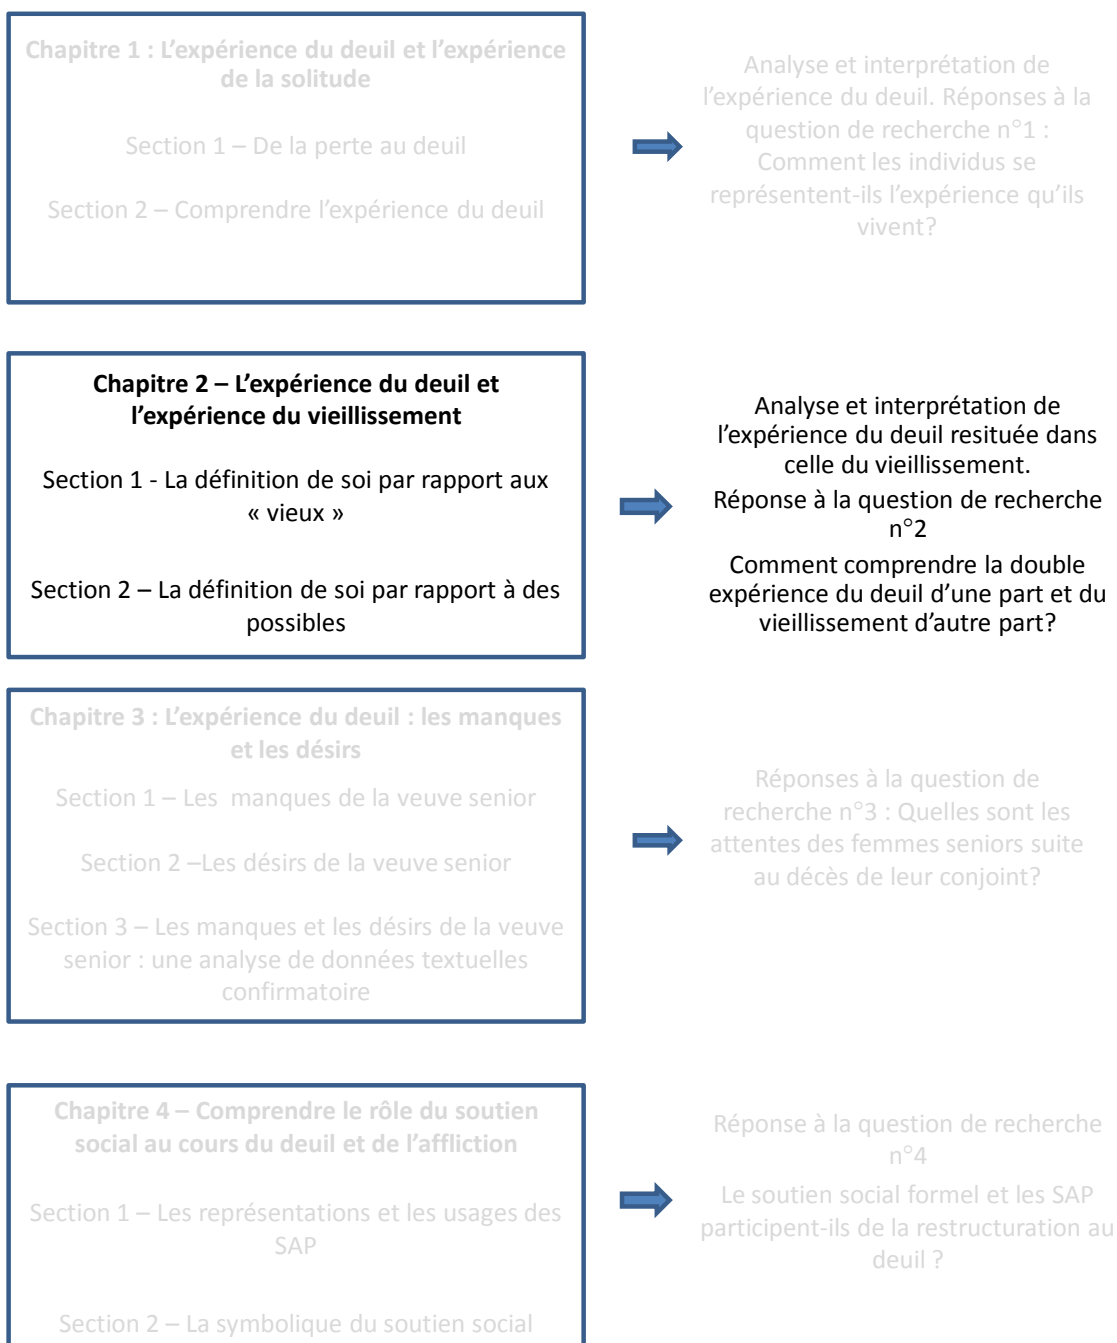 Chapitre 1 : L'expérience du deuil et l'expérience
de la solitude
Section 1 – De la perte au deuil
Section 2 – Comprendre l'expérience du deuil
Analyse et interprétation de
l'expérience du deuil. Réponses à la
question de recherche n°1 :
Comment les individus se
représentent-ils l'expérience qu'ils
vivent?
Chapitre 2 – L'expérience du deuil et
l'expérience du vieillissement
Section 1 - La définition de soi par rapport aux
« vieux »
Section 2 – La définition de soi par rapport à des
possibles
Analyse et interprétation de
l'expérience du deuil resituée dans
celle du vieillissement.
Réponse à la question de recherche
n°2
Comment comprendre la double
expérience du deuil d'une part et du
vieillissement d'autre part?
Chapitre 3 : L'expérience du deuil : les manques
et les désirs
Section 1 – Les manques de la veuve senior
Section 2 –Les désirs de la veuve senior
Section 3 – Les manques et les désirs de la veuve
senior : une analyse de données textuelles
confirmatoire
Réponses à la question de
recherche n°3 : Quelles sont les
attentes des femmes seniors suite
au décès de leur conjoint?
Chapitre 4 – Comprendre le rôle du soutien
social au cours du deuil et de l'affliction
Section 1 – Les représentations et les usages des
SAP
Section 2 – La symbolique du soutien social
Réponse à la question de recherche
n°4
Le soutien social formel et les SAP
participent-ils de la restructuration au
deuil ?